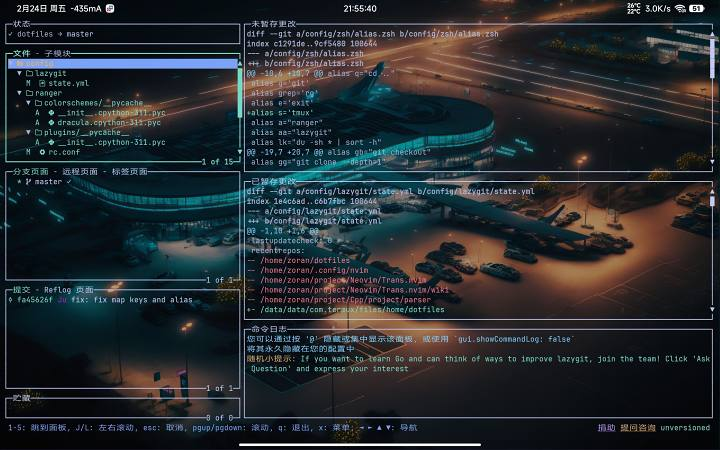 2月24日 周五 -435mA
21:55:40
26℃ 22℃ 3.0K/s 51
状态
✓ dotfiles → master
文件 - 子模块
▼ config
▼ lazygit
M state.yml
▼ ranger
▼ colorschemes/__pycache__
A __init__.cpython-311.pyc
A dracula.cpython-311.pyc
▼ plugins/__pycache__
A __init__.cpython-311.pyc
M rc.conf
1 of 15
分支页面 - 远程页面 - 标签页面
* master ✓
1 of 1
提交 - Reflog 页面
fa45626f Ju fix: fix map keys and alias
1 of 1
贮藏
0 of 0
未暂存更改
diff --git a/config/zsh/alias.zsh b/config/zsh/alias.zsh
index c1291de..9cf5480 100644
--- a/config/zsh/alias.zsh
+++ b/config/zsh/alias.zsh
@@ -10,6 +10,7 @@ alias q="cd .."
alias g='git'
alias grep='rg'
alias e='exit'
+alias s='tmux'
alias a="ranger"
alias aa="lazygit"
alias lk="du -sh * | sort -h"
@@ -19,7 +20,7 @@ alias gh="git checkout"
alias gg="git clone --depth=1"
已暂存更改
diff --git a/config/lazygit/state.yml b/config/lazygit/state.yml
index 1e4c6ad..c6b7fbc 100644
--- a/config/lazygit/state.yml
+++ b/config/lazygit/state.yml
@@ -1,10 +1,6 @@
lastupdatecheck: 0
recentrepos:
-- /home/zoran/dotfiles
-- /home/zoran/.config/nvim
-- /home/zoran/project/Neovim/Trans.nvim
-- /home/zoran/project/Neovim/Trans.nvim/wiki
-- /home/zoran/project/Cpp/project/parser
+- /data/data/com.termux/files/home/dotfiles
命令日志
您可以通过按 '@' 隐藏或集中显示该面板，或使用 `gui.showCommandLog: false`
将其永久隐藏在您的配置中
随机小提示: If you want to learn Go and can think of ways to improve lazygit, join the team! Click 'Ask
Question' and express your interest
1-5: 跳到面板, J/L: 左右滚动, esc: 取消, pgup/pgdown: 滚动, q: 退出, x: 菜单, ◄ ► ▲ ▼: 导航
捐助 提问咨询 unversioned